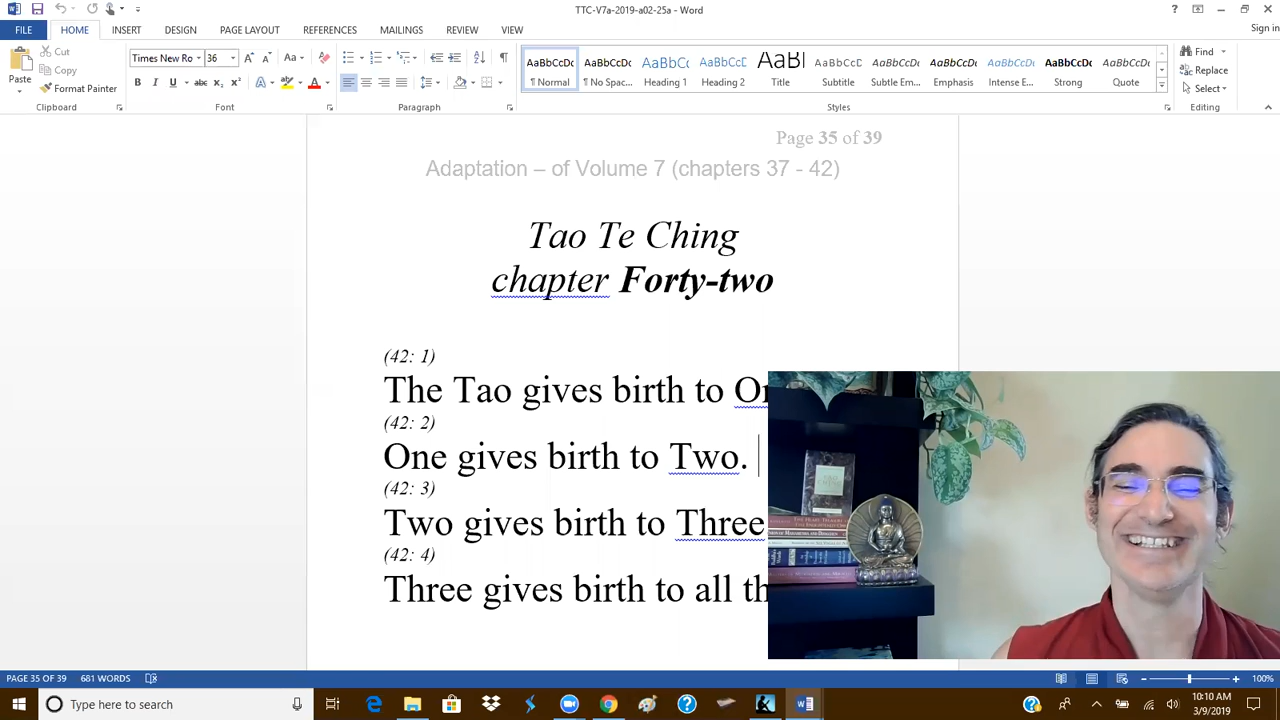 TTC-V7a-2019-a02-25a - Word
FILE HOME INSERT DESIGN PAGE LAYOUT REFERENCES MAILINGS REVIEW VIEW
Sign in
Paste
Cut
Copy
Format Painter
Clipboard
Times New Ro 36
Font
Paragraph
AaBbCcDc AaBbCcDc AaBbCc AaBbCcD AaBl AaBbCcD AaBbCcDc AaBbCcDc AaBbCcDc AaBbCcDc AaBbCcDc
¶ Normal ¶ No Spac... Heading 1 Heading 2 Title Subtitle Subtle Em... Emphasis Intense E... Strong Quote
Styles
Find
Replace
Select
Editing
Page 35 of 39
Adaptation – of Volume 7 (chapters 37 - 42)
Tao Te Ching
chapter Forty-two
(42: 1)
The Tao gives birth to
(42: 2)
One gives birth to Two.
(42: 3)
Two gives birth to Three
(42: 4)
Three gives birth to all
PAGE 35 OF 39 681 WORDS
100%
Type here to search
10:10 AM
3/9/2019